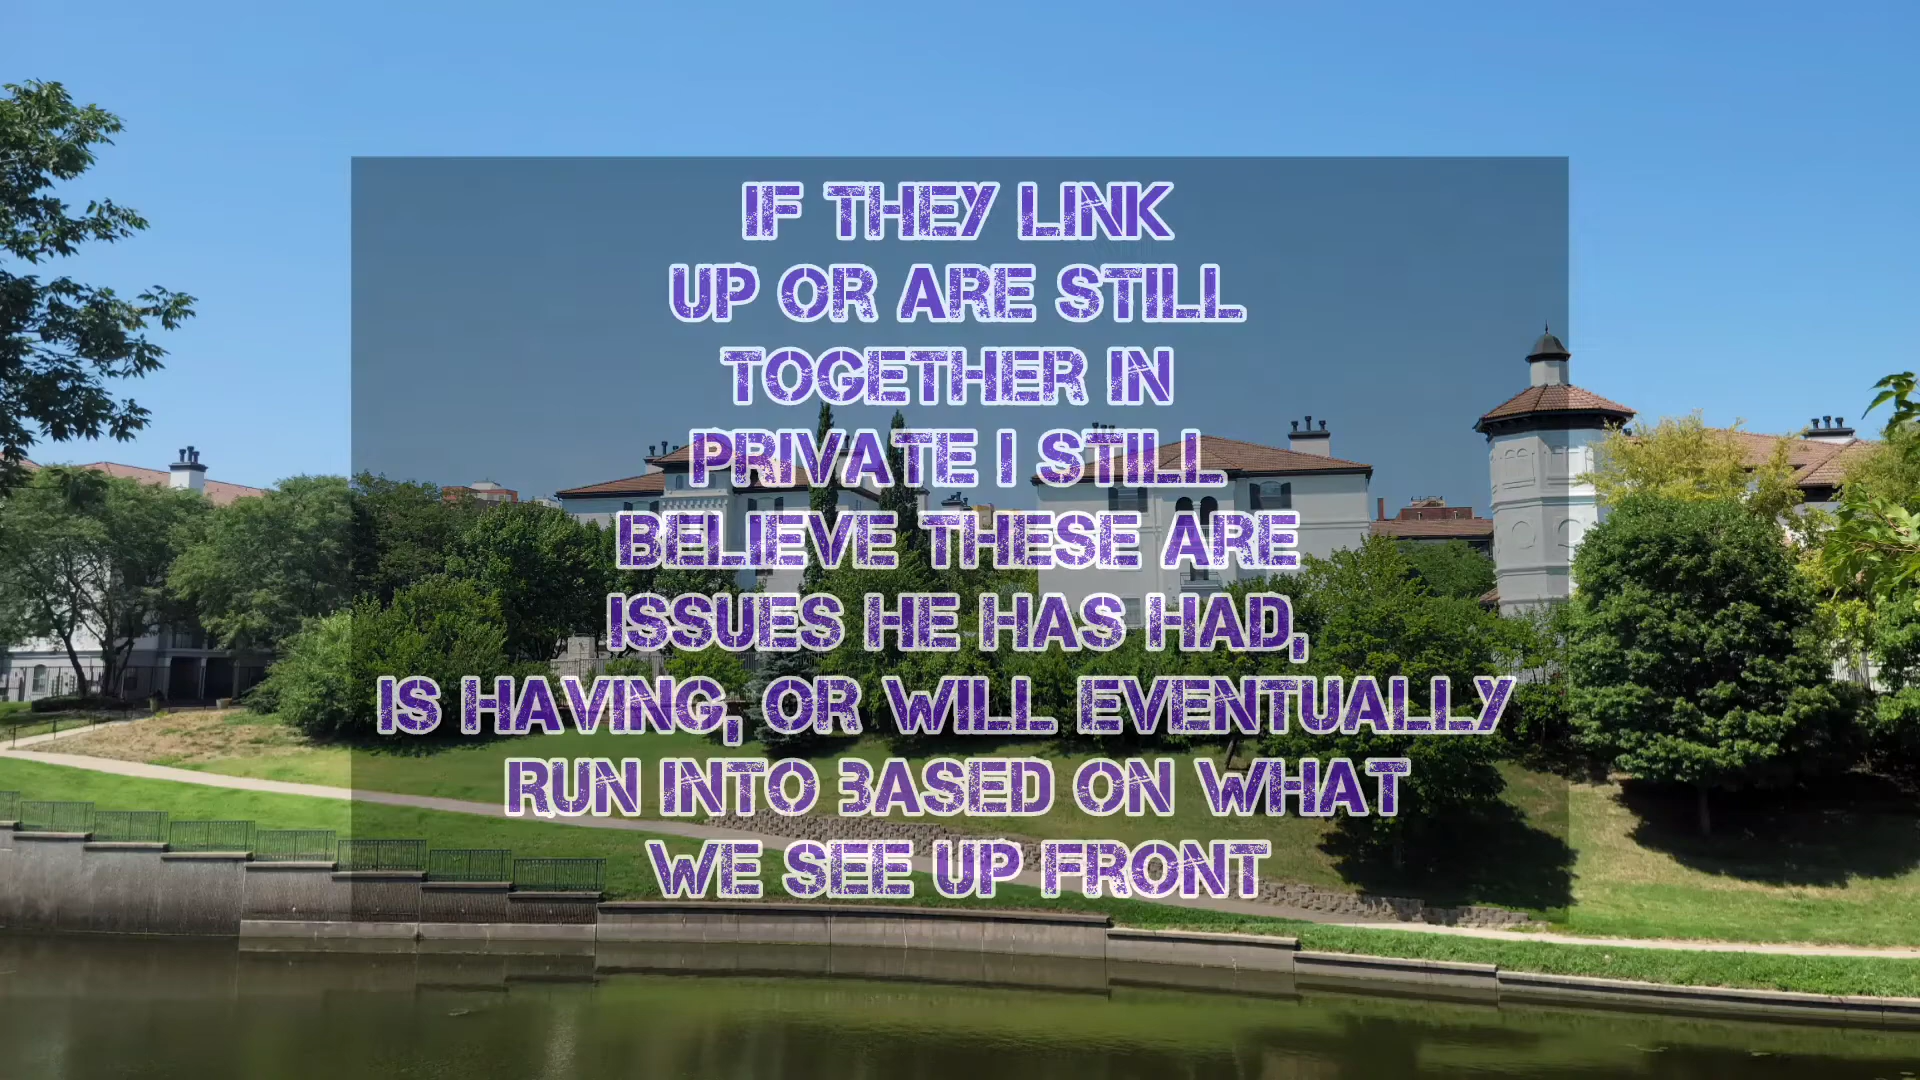 IF THEY LINK
UP OR ARE STILL
TOGETHER IN
PRIVATE I STILL
BELIEVE THESE ARE
ISSUES HE HAS HAD,
IS HAVING, OR WILL EVENTUALLY
RUN INTO BASED ON WHAT
WE SEE UP FRONT